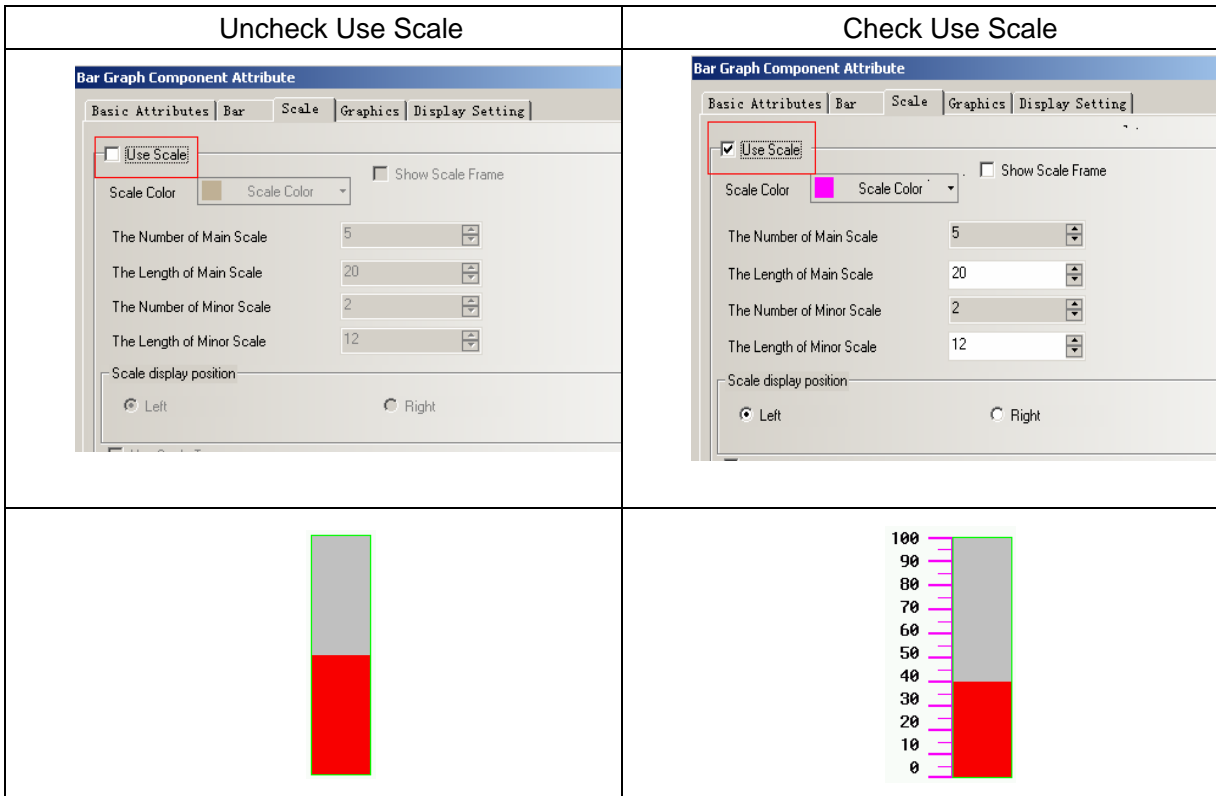 Uncheck Use Scale
Check Use Scale
Bar Graph Component Attribute
Basic Attributes Bar Scale Graphics Display Setting
Use Scale
Show Scale Frame
Scale Color Scale Color
The Number of Main Scale 5
The Length of Main Scale 20
The Number of Minor Scale 2
The Length of Minor Scale 12
Scale display position
Left Right
Bar Graph Component Attribute
Basic Attributes Bar Scale Graphics Display Setting
Use Scale
Show Scale Frame
Scale Color Scale Color
The Number of Main Scale 5
The Length of Main Scale 20
The Number of Minor Scale 2
The Length of Minor Scale 12
Scale display position
Left Right
100
90
80
70
60
50
40
30
20
10
0